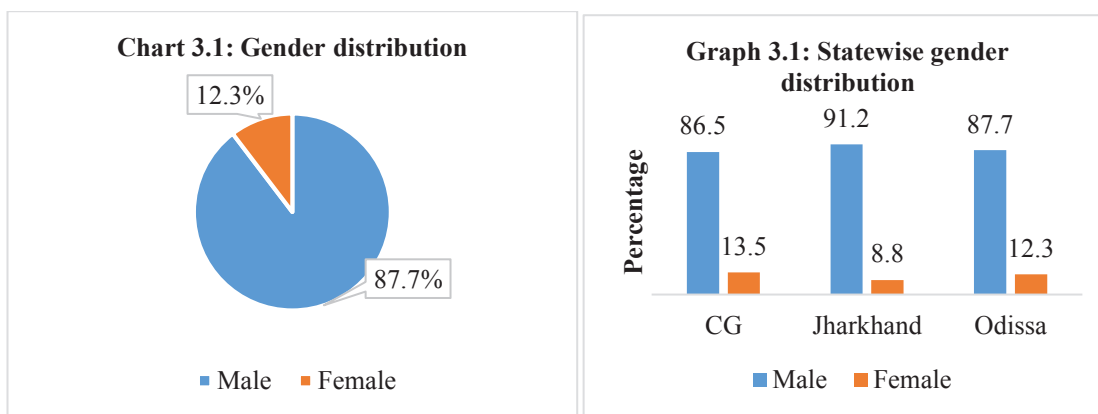 Chart 3.1: Gender distribution
12.3%
87.7%
Male Female
Graph 3.1: Statewise gender
distribution
Percentage
86.5 91.2 87.7
13.5 8.8 12.3
CG Jharkhand Odissa
Male Female